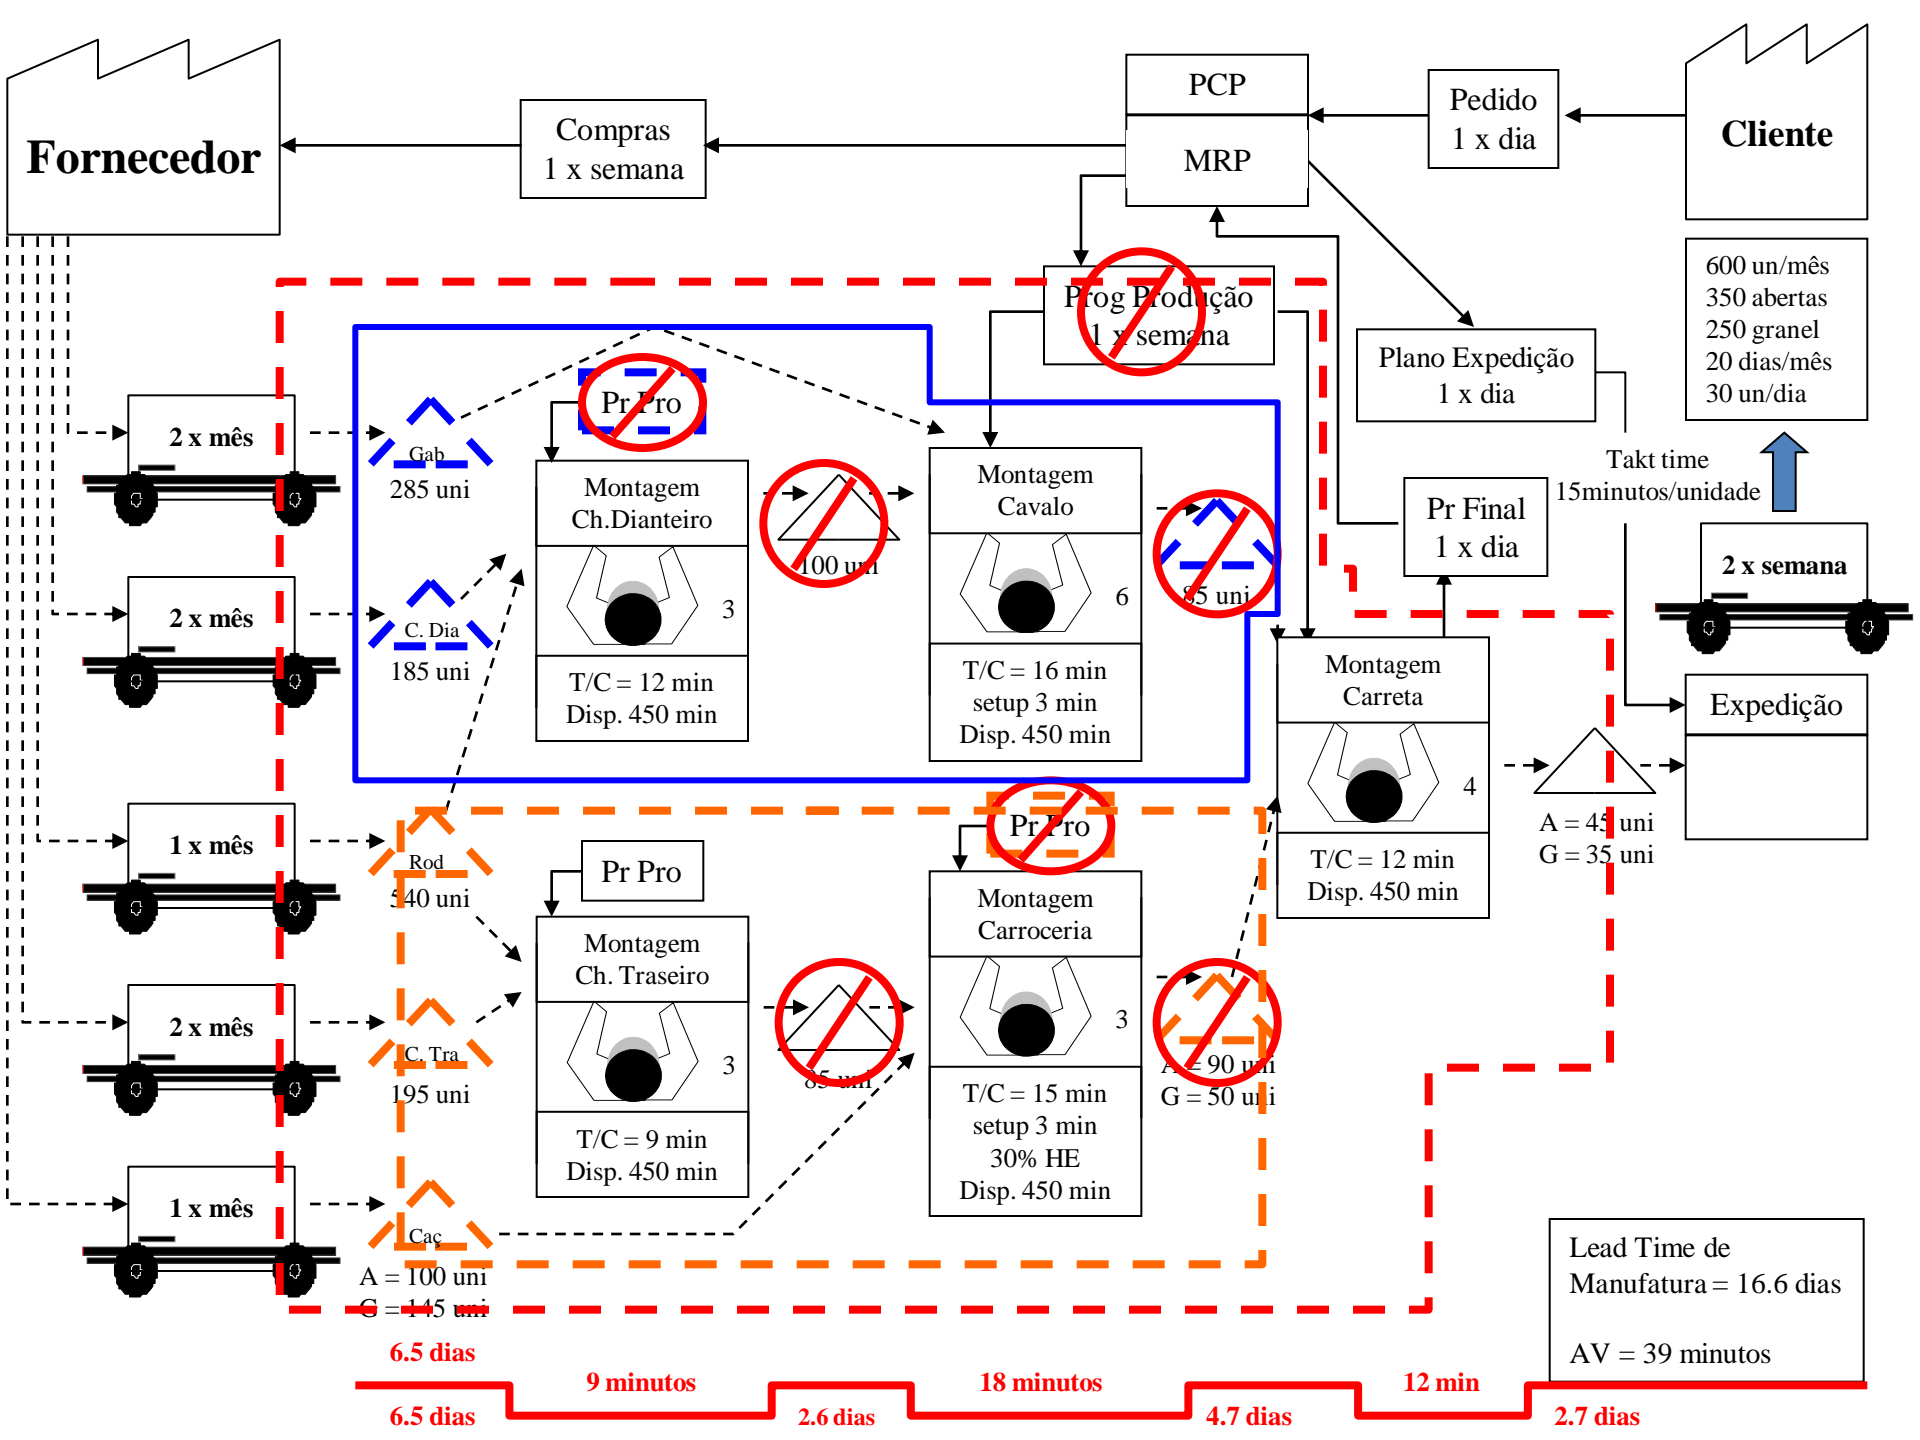 Fornecedor
Compras
1 x semana
PCP
MRP
Pedido
1 x dia
Cliente
600 un/mês
350 abertas
250 granel
20 dias/mês
30 un/dia
Prog Produção
1 x semana
Plano Expedição
1 x dia
Takt time
15minutos/unidade
Pr Final
1 x dia
2 x semana
2 x mês
Gab
285 uni
Pr Pro
Montagem
Ch.Dianteiro
3
T/C = 12 min
Disp. 450 min
100 uni
Montagem
Cavalo
6
T/C = 16 min
setup 3 min
Disp. 450 min
85 uni
2 x mês
C. Dia
185 uni
Montagem
Carreta
4
T/C = 12 min
Disp. 450 min
Expedição
A = 45 uni
G = 35 uni
1 x mês
Rod
540 uni
Pr Pro
Montagem
Ch. Traseiro
3
T/C = 9 min
Disp. 450 min
85 uni
Pr Pro
Montagem
Carroceria
3
T/C = 15 min
setup 3 min
30% HE
Disp. 450 min
A = 90 uni
G = 50 uni
2 x mês
C. Tra
195 uni
1 x mês
Caç
A = 100 uni
G = 145 uni
Lead Time de
Manufatura = 16.6 dias
AV = 39 minutos
6.5 dias
9 minutos
18 minutos
12 min
6.5 dias
2.6 dias
4.7 dias
2.7 dias